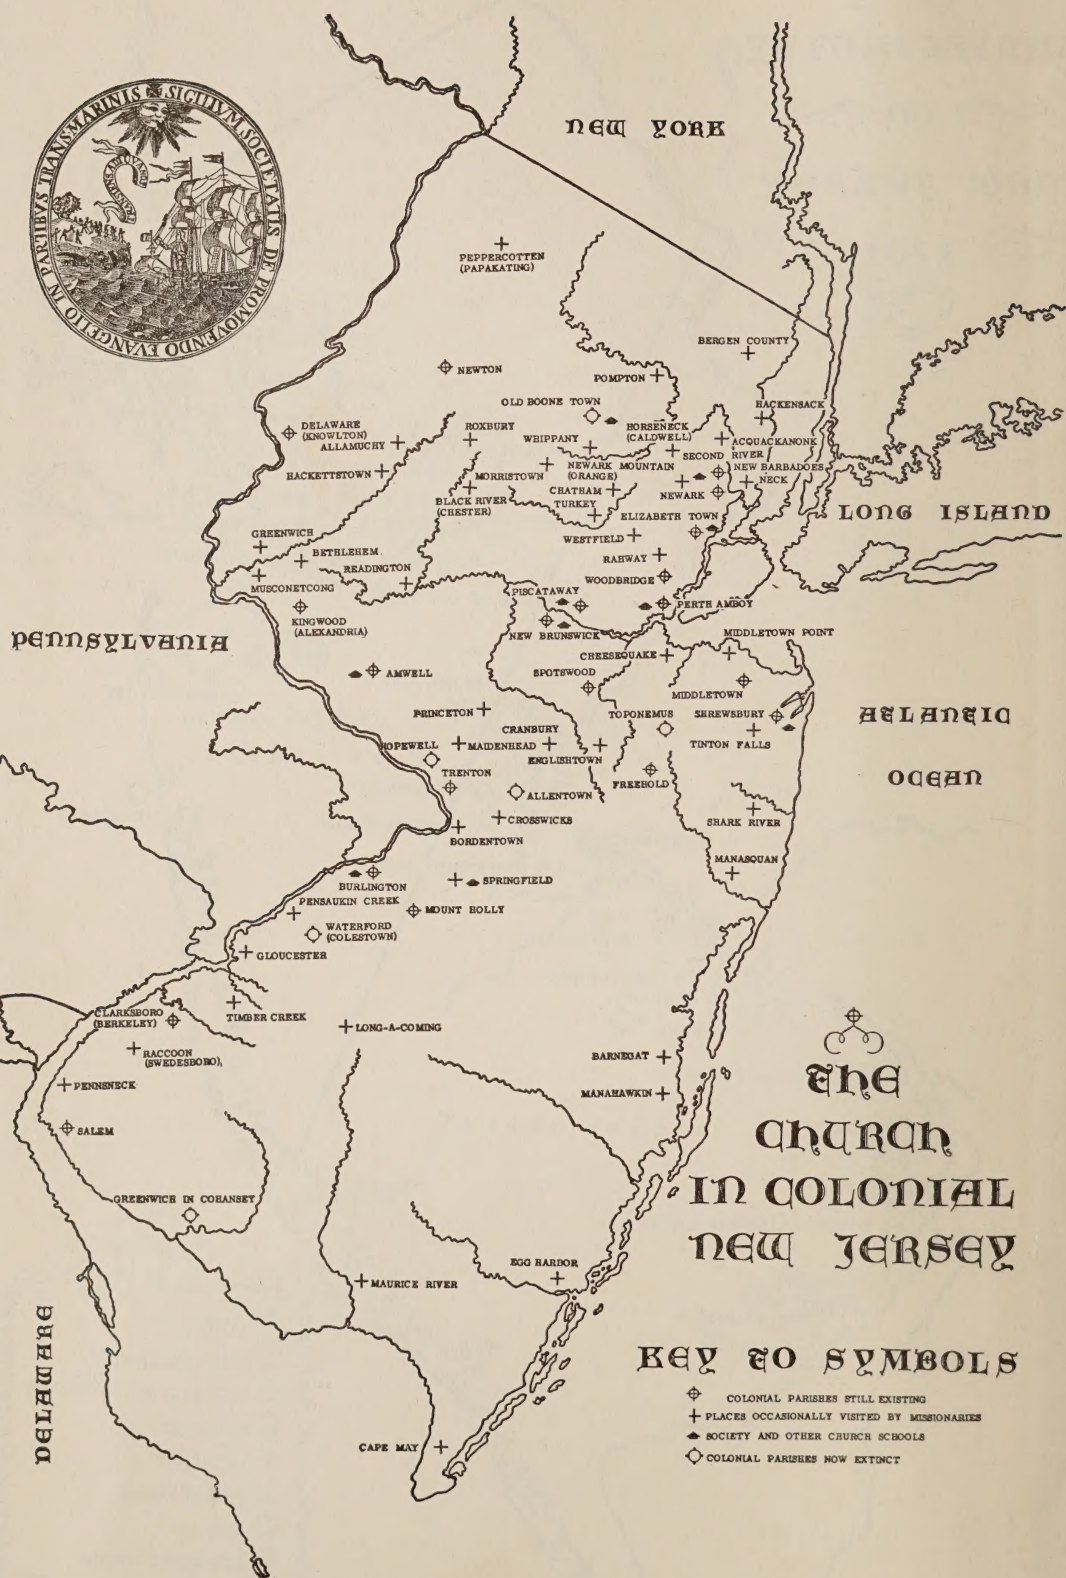 SIGILLVM SOCIETATIS DE PROMOVENDO EVANGELIO IN PARTIBVS TRANSMARINIS
TRANSIENS ADIUVA NOS
NEW YORK
PEPPERCOTTEN
(PAPAKATING)
BERGEN COUNTY
NEWTON
POMPTON
OLD BOONE TOWN
HACKENSACK
DELAWARE
(KNOWLTON)
ALLAMUCHY
ROXBURY
WHIPPANY
HORSENECK
(CALDWELL)
ACQUACKANONK
SECOND RIVER
HACKETTSTOWN
MORRISTOWN
NEWARK MOUNTAIN
(ORANGE)
NEW BARBADOES
NECK
BLACK RIVER
(CHESTER)
CHATHAM
TURKEY
NEWARK
ELIZABETH TOWN
LONG ISLAND
GREENWICH
WESTFIELD
BETHLEHEM
RAHWAY
READINGTON
WOODBRIDGE
MUSCONETCONG
PISCATAWAY
PERTH AMBOY
KINGWOOD
(ALEXANDRIA)
NEW BRUNSWICK
MIDDLETOWN POINT
PENNSYLVANIA
CHEESEQUAKE
AMWELL
SPOTSWOOD
MIDDLETOWN
PRINCETON
TOPONEMUS
SHREWSBURY
ATLANTIC
CRANBURY
HOPEWELL
MAIDENHEAD
TINTON FALLS
ENGLISHTOWN
TRENTON
OCEAN
FREEHOLD
ALLENTOWN
CROSSWICKS
SHARK RIVER
BORDENTOWN
MANASQUAN
BURLINGTON
SPRINGFIELD
PENSAUKIN CREEK
MOUNT HOLLY
WATERFORD
(COLESTOWN)
GLOUCESTER
CLARKSBORO
(BERKELEY)
TIMBER CREEK
LONG-A-COMING
RACCOON
(SWEDESBORO),
BARNEGAT
PENNSNECK
MANAHAWKIN
SALEM
GREENWICH IN COHANSEY
EGG HARBOR
MAURICE RIVER
DELAWARE
CAPE MAY
THE
CHURCH
IN COLONIAL
NEW JERSEY
KEY TO SYMBOLS
COLONIAL PARISHES STILL EXISTING
PLACES OCCASIONALLY VISITED BY MISSIONARIES
SOCIETY AND OTHER CHURCH SCHOOLS
COLONIAL PARISHES NOW EXTINCT